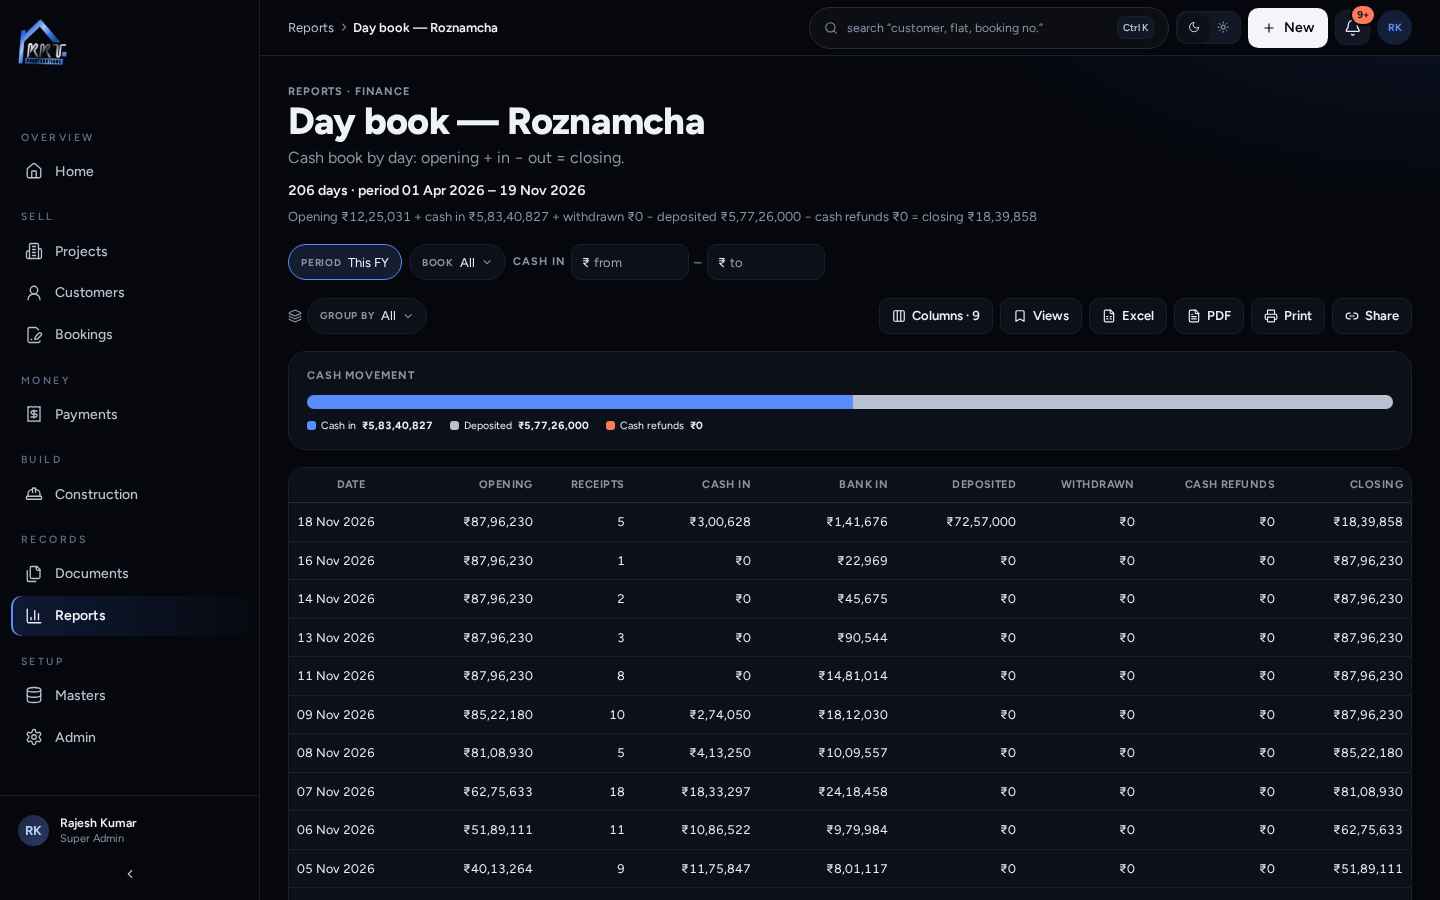 Reports › Day book — Roznamcha
search “customer, flat, booking no.”
Ctrl K
+ New
9+
RK
OVERVIEW
Home
SELL
Projects
Customers
Bookings
MONEY
Payments
BUILD
Construction
RECORDS
Documents
Reports
SETUP
Masters
Admin
RK
Rajesh Kumar
Super Admin
REPORTS · FINANCE
Day book — Roznamcha
Cash book by day: opening + in − out = closing.
206 days · period 01 Apr 2026 – 19 Nov 2026
Opening ₹12,25,031 + cash in ₹5,83,40,827 + withdrawn ₹0 − deposited ₹5,77,26,000 − cash refunds ₹0 = closing ₹18,39,858
PERIOD This FY BOOK All CASH IN ₹ from – ₹ to
GROUP BY All Columns · 9 Views Excel PDF Print Share
CASH MOVEMENT
Cash in ₹5,83,40,827 Deposited ₹5,77,26,000 Cash refunds ₹0
DATE OPENING RECEIPTS CASH IN BANK IN DEPOSITED WITHDRAWN CASH REFUNDS CLOSING
18 Nov 2026 ₹87,96,230 5 ₹3,00,628 ₹1,41,676 ₹72,57,000 ₹0 ₹0 ₹18,39,858
16 Nov 2026 ₹87,96,230 1 ₹0 ₹22,969 ₹0 ₹0 ₹0 ₹87,96,230
14 Nov 2026 ₹87,96,230 2 ₹0 ₹45,675 ₹0 ₹0 ₹0 ₹87,96,230
13 Nov 2026 ₹87,96,230 3 ₹0 ₹90,544 ₹0 ₹0 ₹0 ₹87,96,230
11 Nov 2026 ₹87,96,230 8 ₹0 ₹14,81,014 ₹0 ₹0 ₹0 ₹87,96,230
09 Nov 2026 ₹85,22,180 10 ₹2,74,050 ₹18,12,030 ₹0 ₹0 ₹0 ₹87,96,230
08 Nov 2026 ₹81,08,930 5 ₹4,13,250 ₹10,09,557 ₹0 ₹0 ₹0 ₹85,22,180
07 Nov 2026 ₹62,75,633 18 ₹18,33,297 ₹24,18,458 ₹0 ₹0 ₹0 ₹81,08,930
06 Nov 2026 ₹51,89,111 11 ₹10,86,522 ₹9,79,984 ₹0 ₹0 ₹0 ₹62,75,633
05 Nov 2026 ₹40,13,264 9 ₹11,75,847 ₹8,01,117 ₹0 ₹0 ₹0 ₹51,89,111